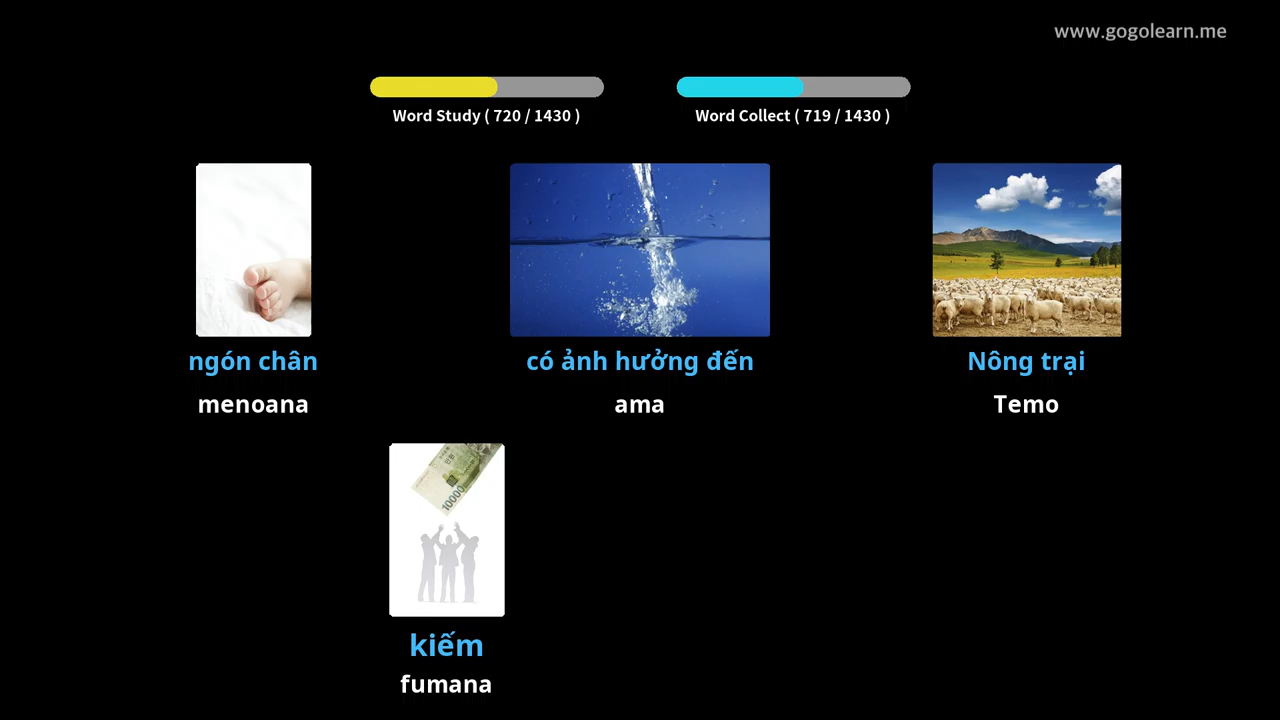 www.gogolearn.me
Word Study ( 720 / 1430 )
Word Collect ( 719 / 1430 )
ngón chân
menoana
có ảnh hưởng đến
ama
Nông trại
Temo
10000
kiếm
fumana